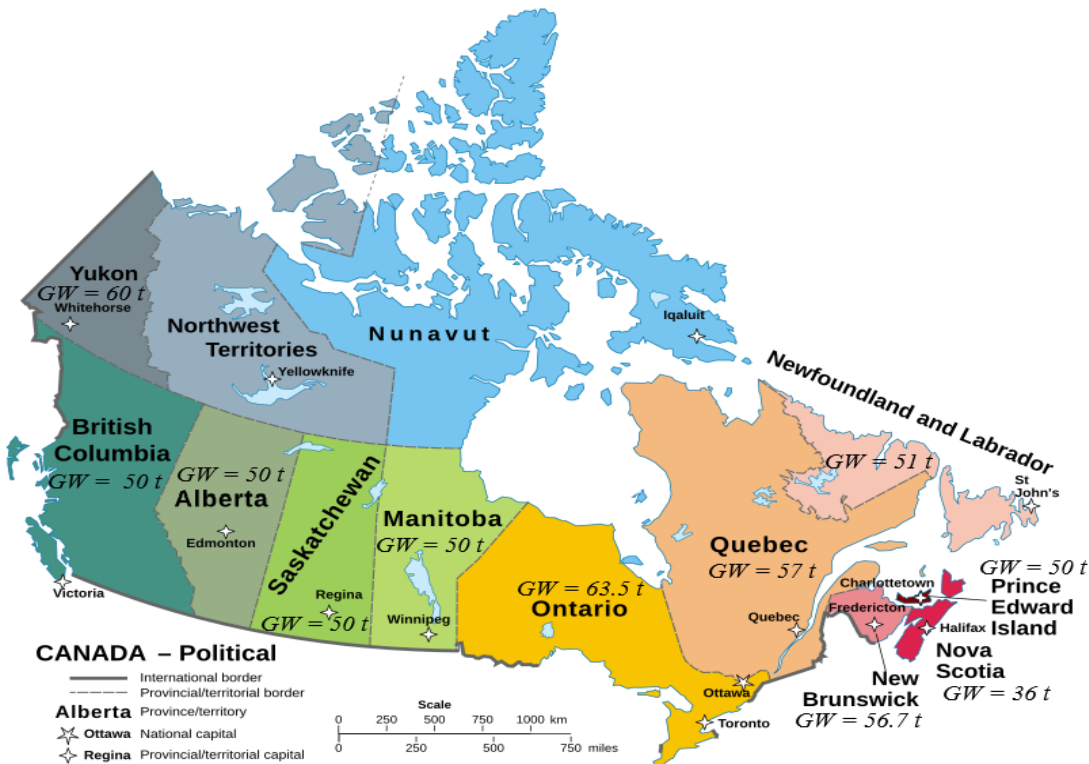 Yukon
GW = 60 t
Whitehorse
Northwest
Territories
Yellowknife
Nunavut
Iqaluit
Newfoundland and Labrador
GW = 51 t
St
John's
British
Columbia
GW = 50 t
Victoria
GW = 50 t
Alberta
Edmonton
Saskatchewan
Regina
GW = 50 t
Manitoba
GW = 50 t
Winnipeg
GW = 63.5 t
Ontario
Ottawa
Toronto
Quebec
GW = 57 t
Quebec
Charlottetown
Fredericton
GW = 50 t
Prince
Edward
Island
Halifax
Nova
Scotia
GW = 36 t
New
Brunswick
GW = 56.7 t
CANADA – Political
International border
Provincial/territorial border
Alberta Province/territory
Ottawa National capital
Regina Provincial/territorial capital
Scale
0 250 500 750 1000 km
0 250 500 750 miles